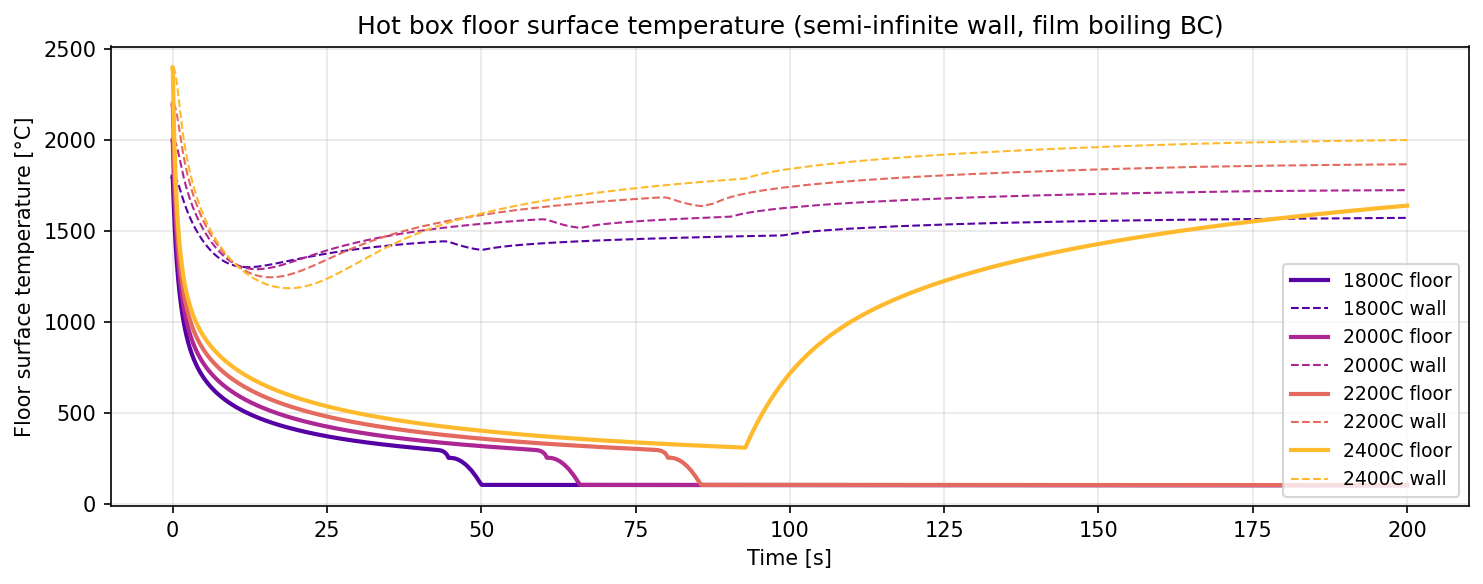 Hot box floor surface temperature (semi-infinite wall, film boiling BC)
Floor surface temperature [°C]
2500
2000
1500
1000
500
0
1800C floor
1800C wall
2000C floor
2000C wall
2200C floor
2200C wall
2400C floor
2400C wall
0
25
50
75
100
125
150
175
200
Time [s]